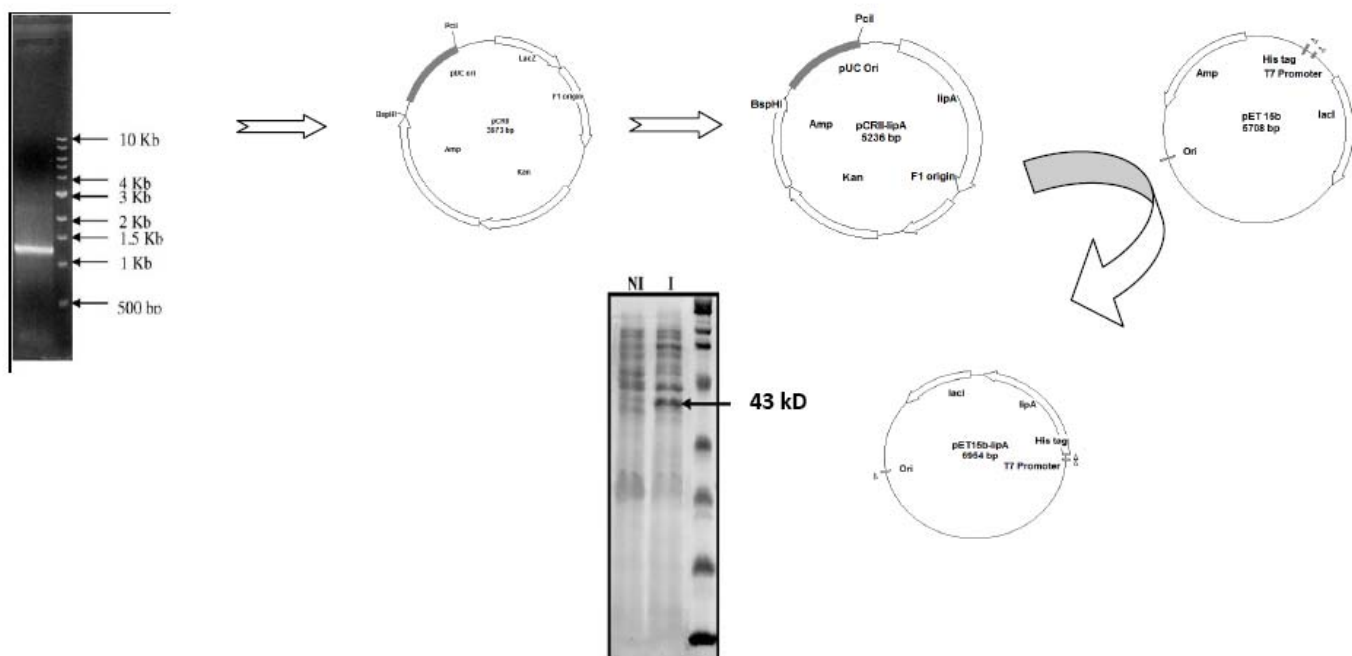 10 Kb
4 Kb
3 Kb
2 Kb
1.5 Kb
1 Kb
500 bp
PciI
LacZ
pUC ori
F1 origin
BspHI
pCRII
3973 bp
Amp
Kan
PciI
pUC Ori
lipA
BspHI
Amp
pCRII-lipA
5236 bp
Kan
F1 origin
His tag
Amp
T7 Promoter
pET 15b
5708 bp
lacI
Ori
NI I
43 kD
lacI
lipA
pET15b-lipA
6954 bp
His tag
Ori
T7 Promoter